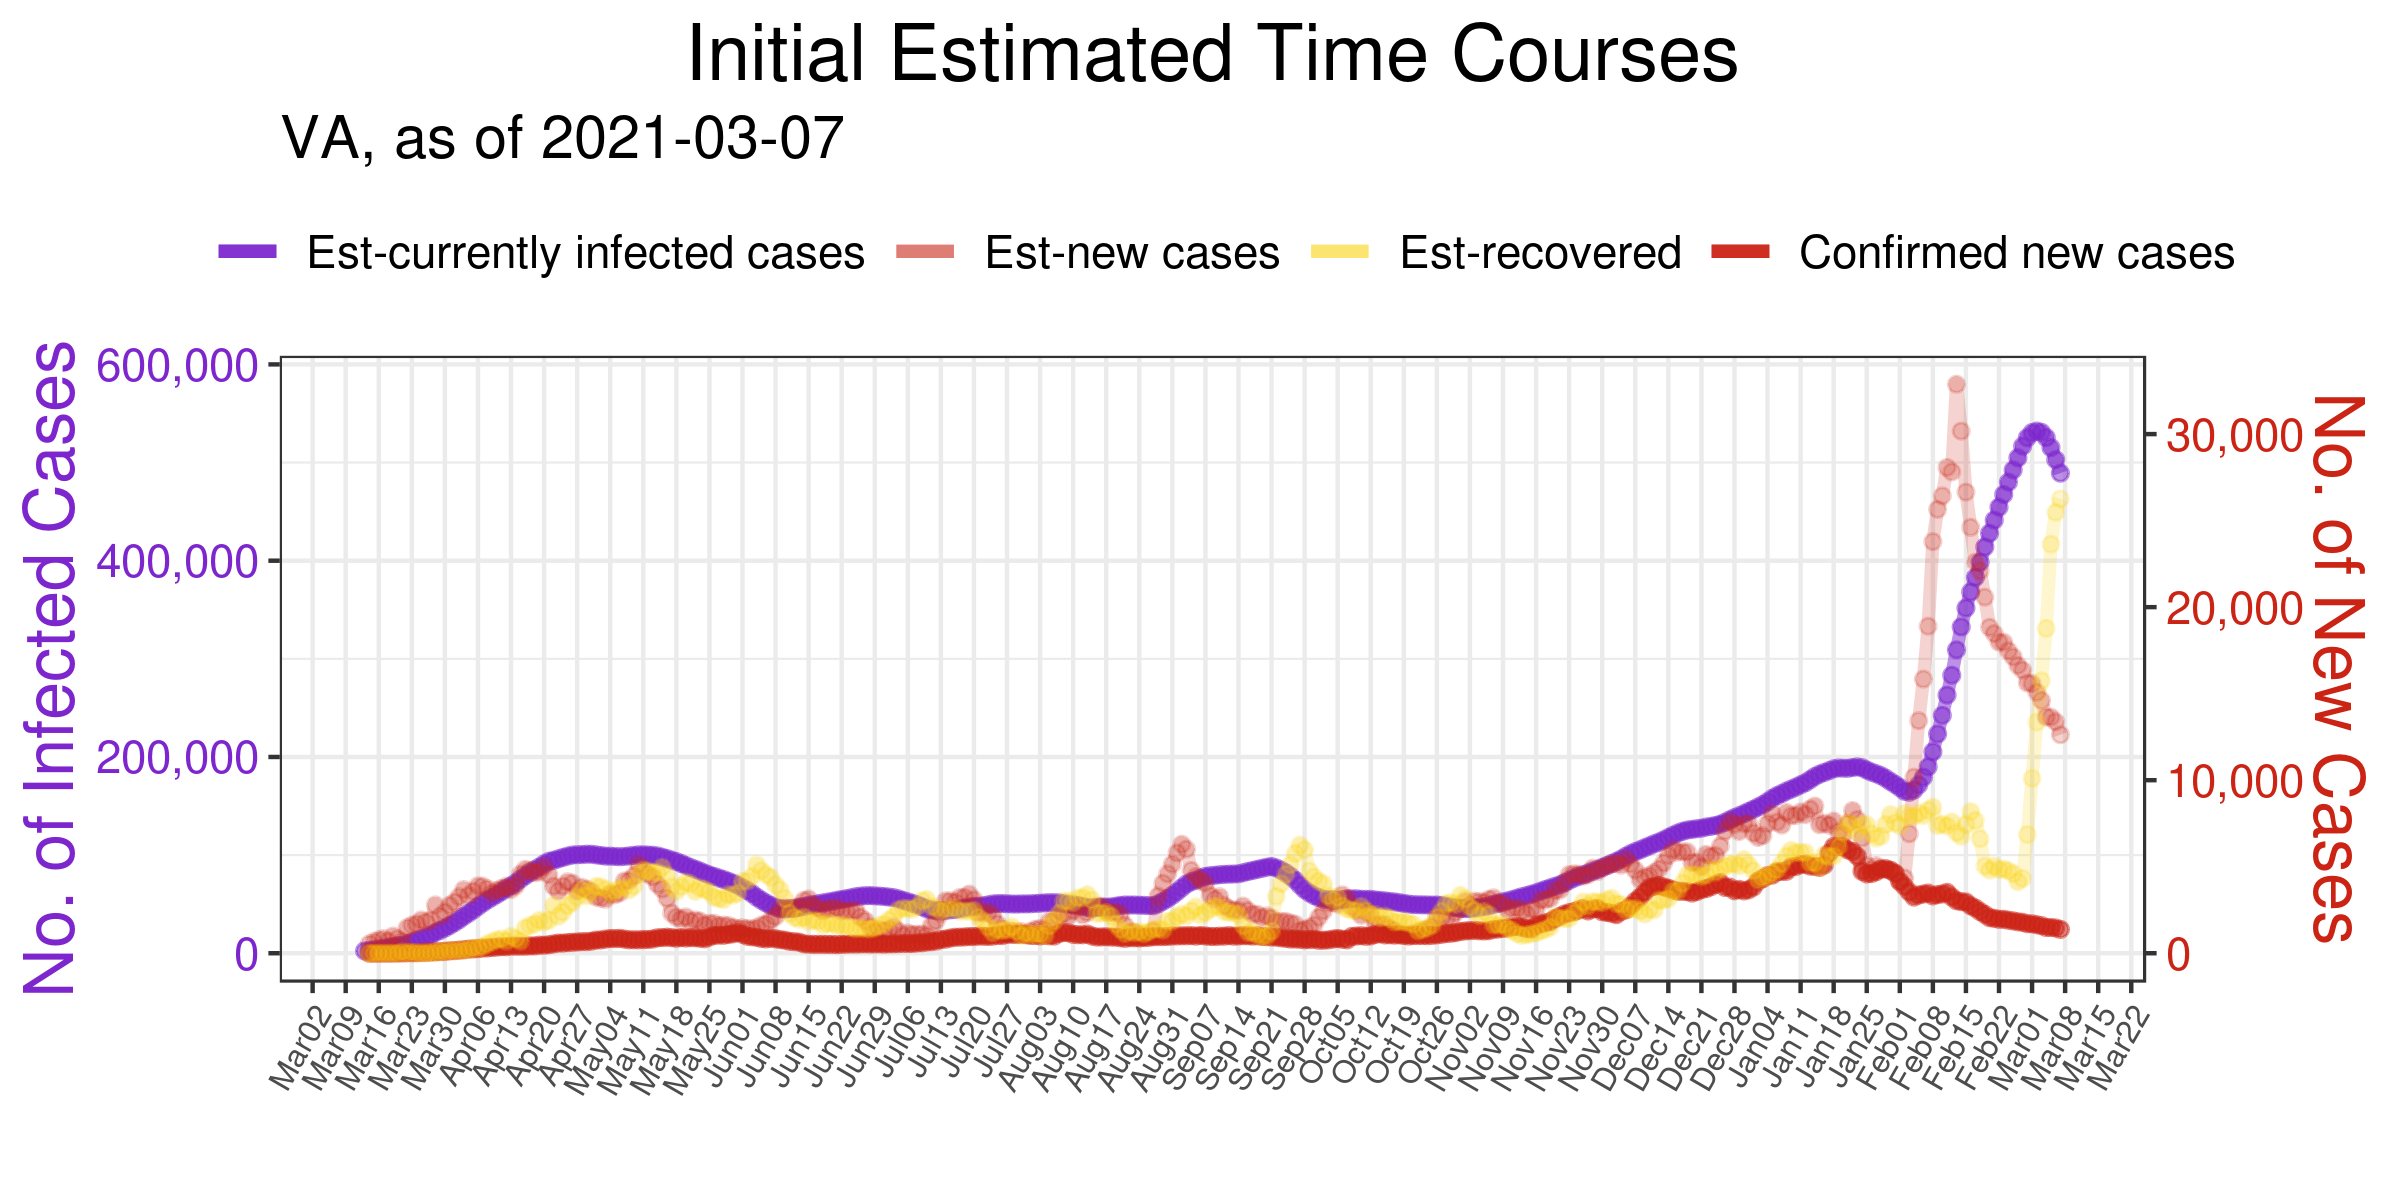 Initial Estimated Time Courses
VA, as of 2021-03-07
Est-currently infected cases Est-new cases Est-recovered Confirmed new cases
No. of Infected Cases
600,000
400,000
200,000
0
30,000
20,000
10,000
0
No. of New Cases
Mar02 Mar09 Mar16 Mar23 Mar30 Apr06 Apr13 Apr20 Apr27 May04 May11 May18 May25 Jun01 Jun08 Jun15 Jun22 Jun29 Jul06 Jul13 Jul20 Jul27 Aug03 Aug10 Aug17 Aug24 Aug31 Sep07 Sep14 Sep21 Sep28 Oct05 Oct12 Oct19 Oct26 Nov02 Nov09 Nov16 Nov23 Nov30 Dec07 Dec14 Dec21 Dec28 Jan04 Jan11 Jan18 Jan25 Feb01 Feb08 Feb15 Feb22 Mar01 Mar08 Mar15 Mar22